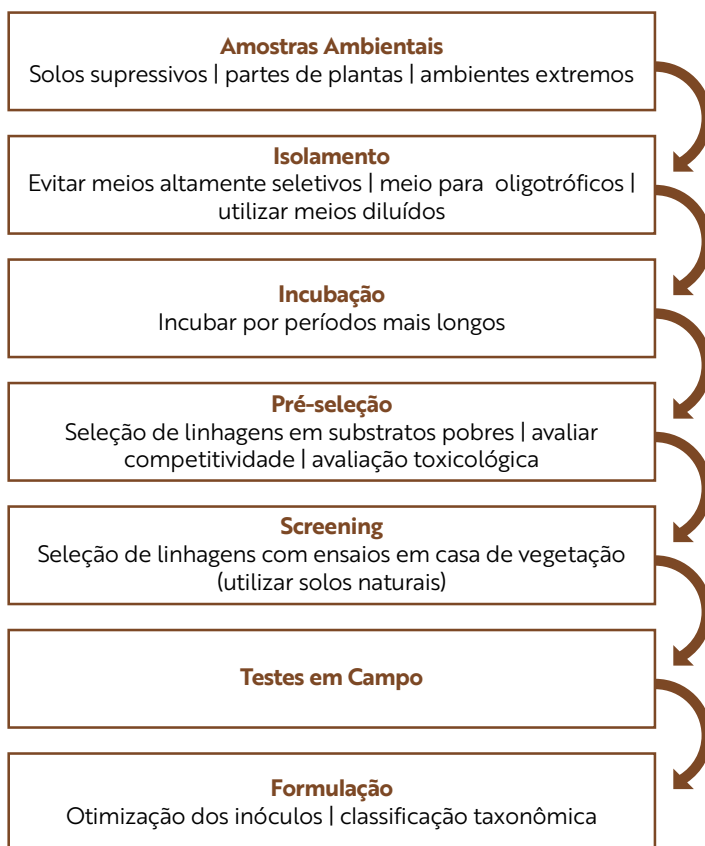 Amostras Ambientais
Solos supressivos | partes de plantas | ambientes extremos
Isolamento
Evitar meios altamente seletivos | meio para oligotróficos |
utilizar meios diluídos
Incubação
Incubar por períodos mais longos
Pré-seleção
Seleção de linhagens em substratos pobres | avaliar
competitividade | avaliação toxicológica
Screening
Seleção de linhagens com ensaios em casa de vegetação
(utilizar solos naturais)
Testes em Campo
Formulação
Otimização dos inóculos | classificação taxonômica